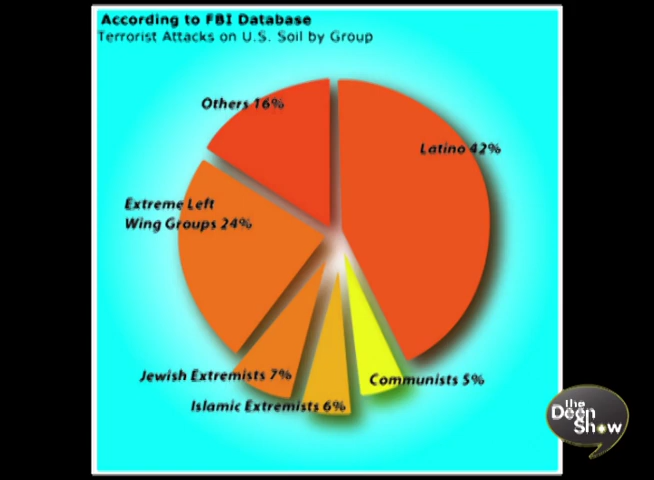 According to FBI Database
Terrorist Attacks on U.S. Soil by Group
Others 16%
Latino 42%
Extreme Left
Wing Groups 24%
Jewish Extremists 7%
Communists 5%
Islamic Extremists 6%
the
Deen
Show